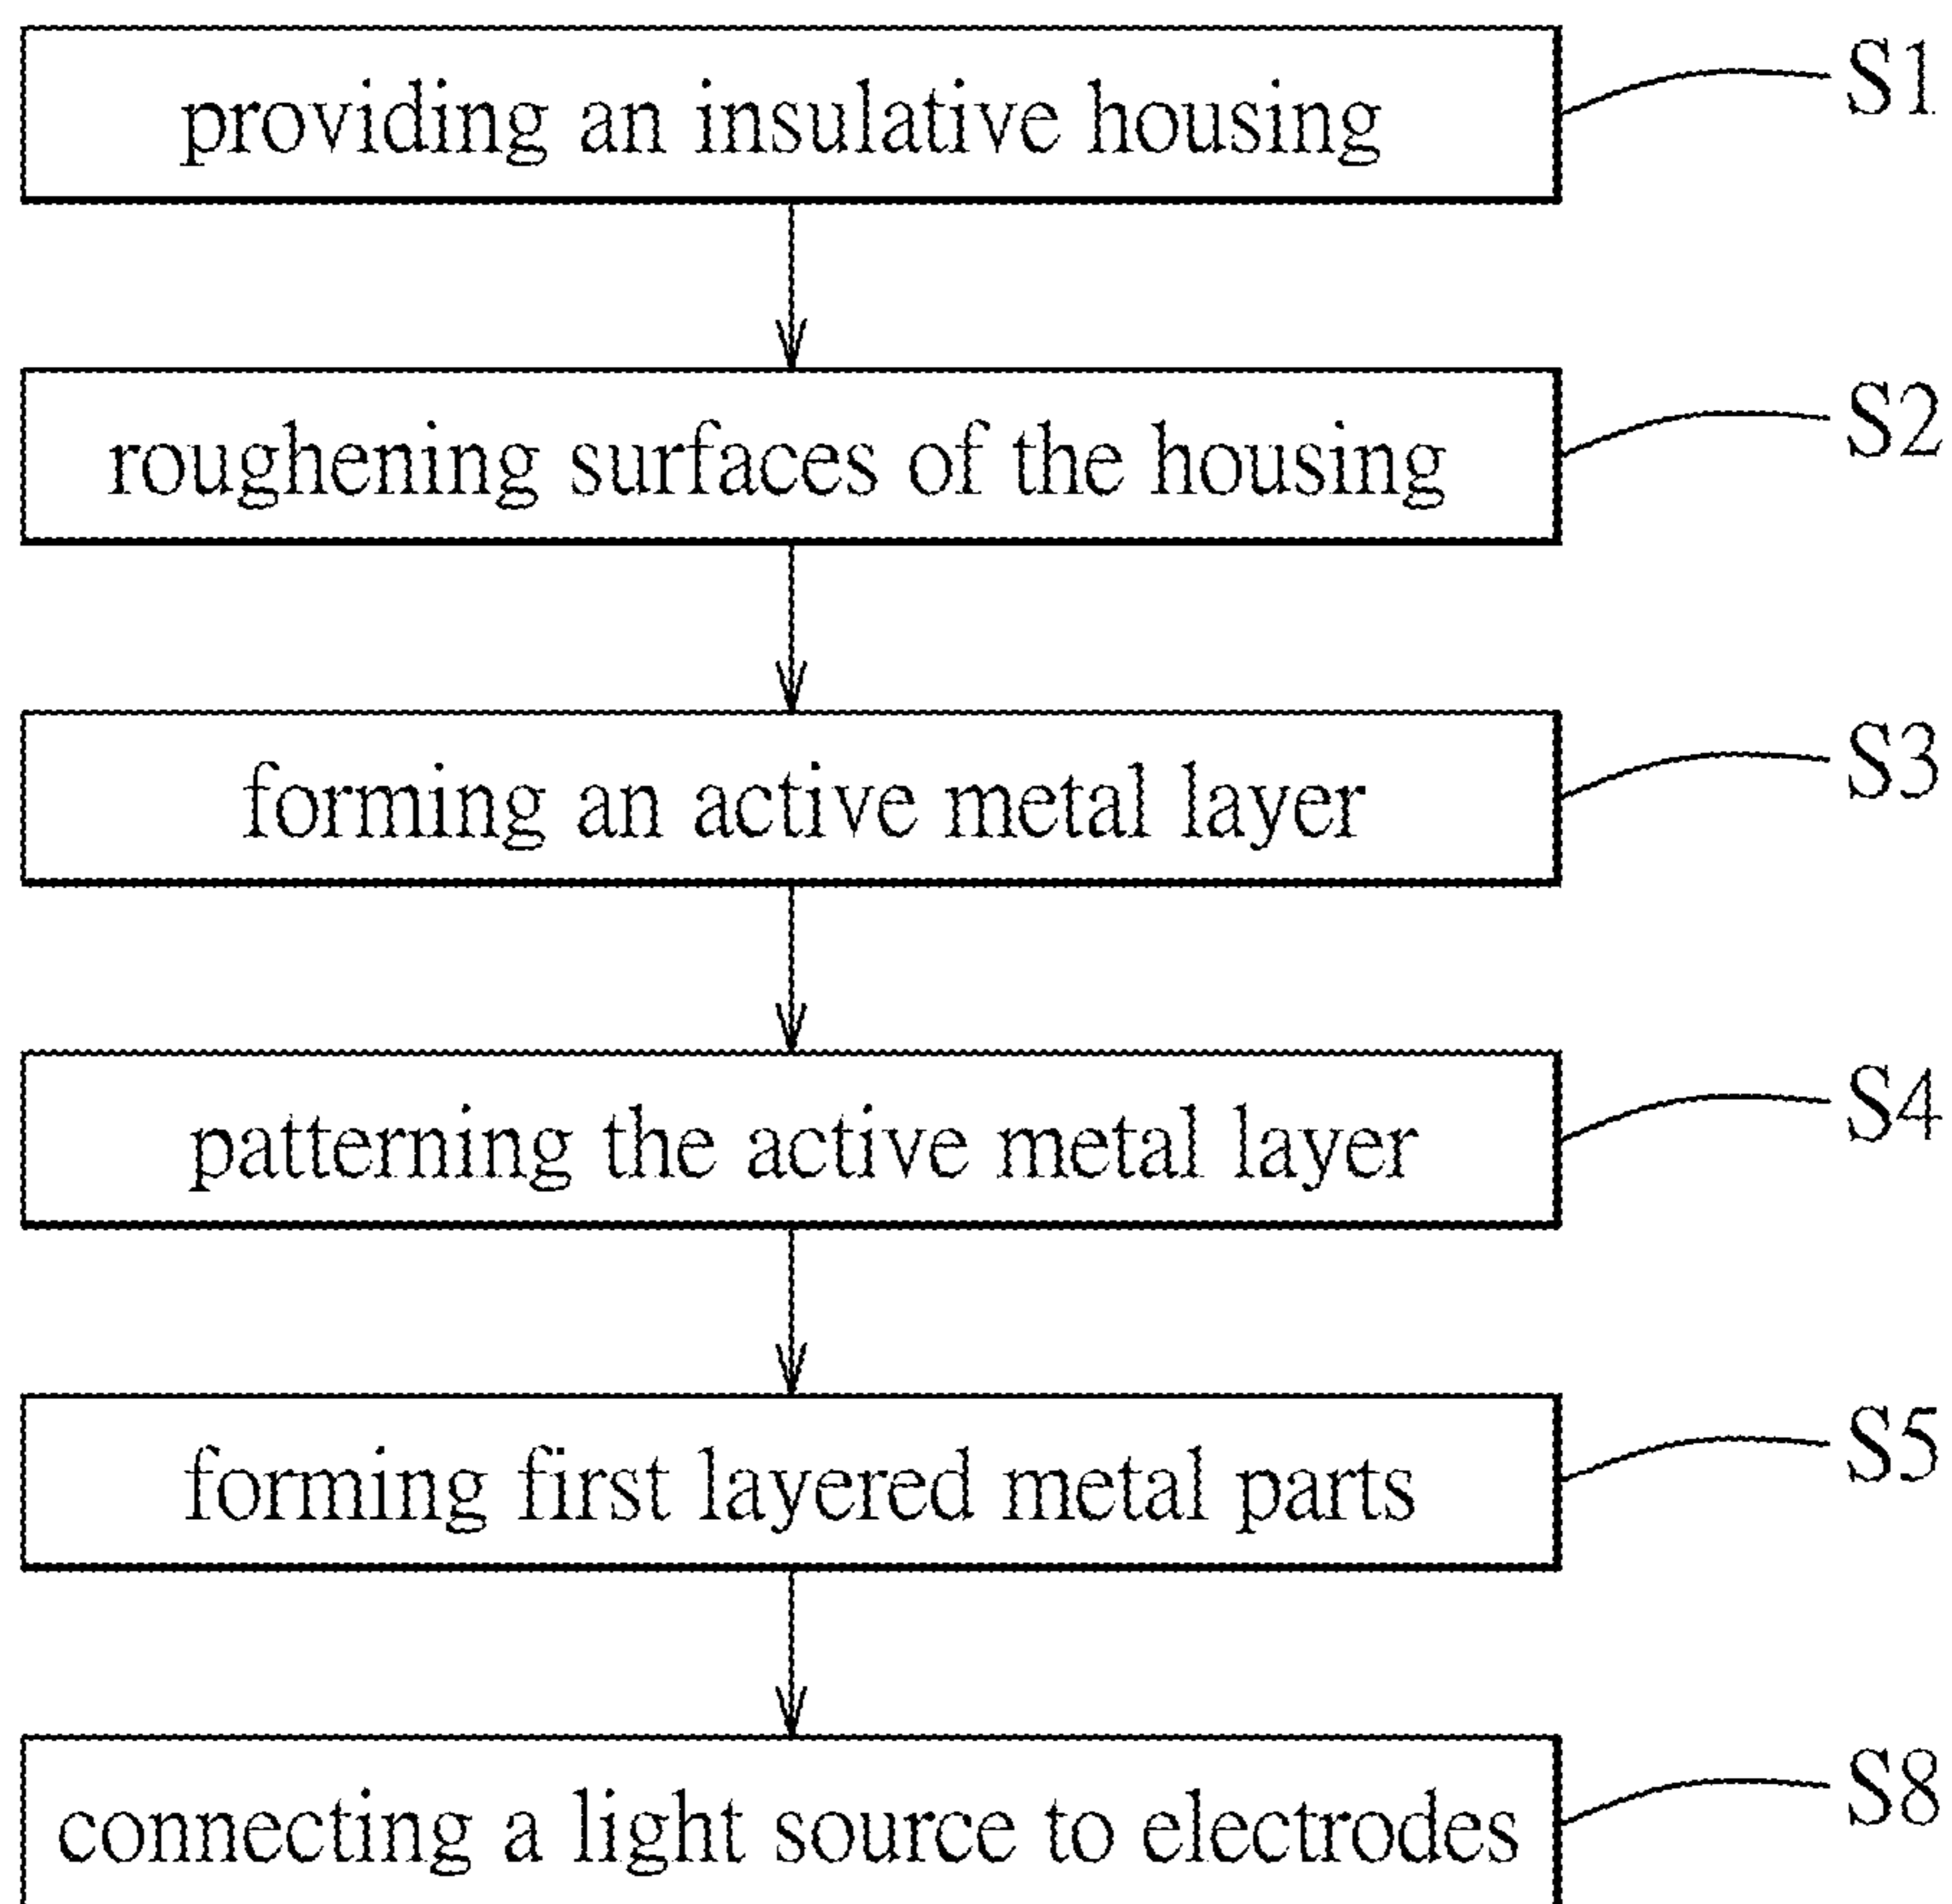 providing an insulative housing S1
roughening surfaces of the housing S2
forming an active metal layer S3
patterning the active metal layer S4
forming first layered metal parts S5
connecting a light source to electrodes S8